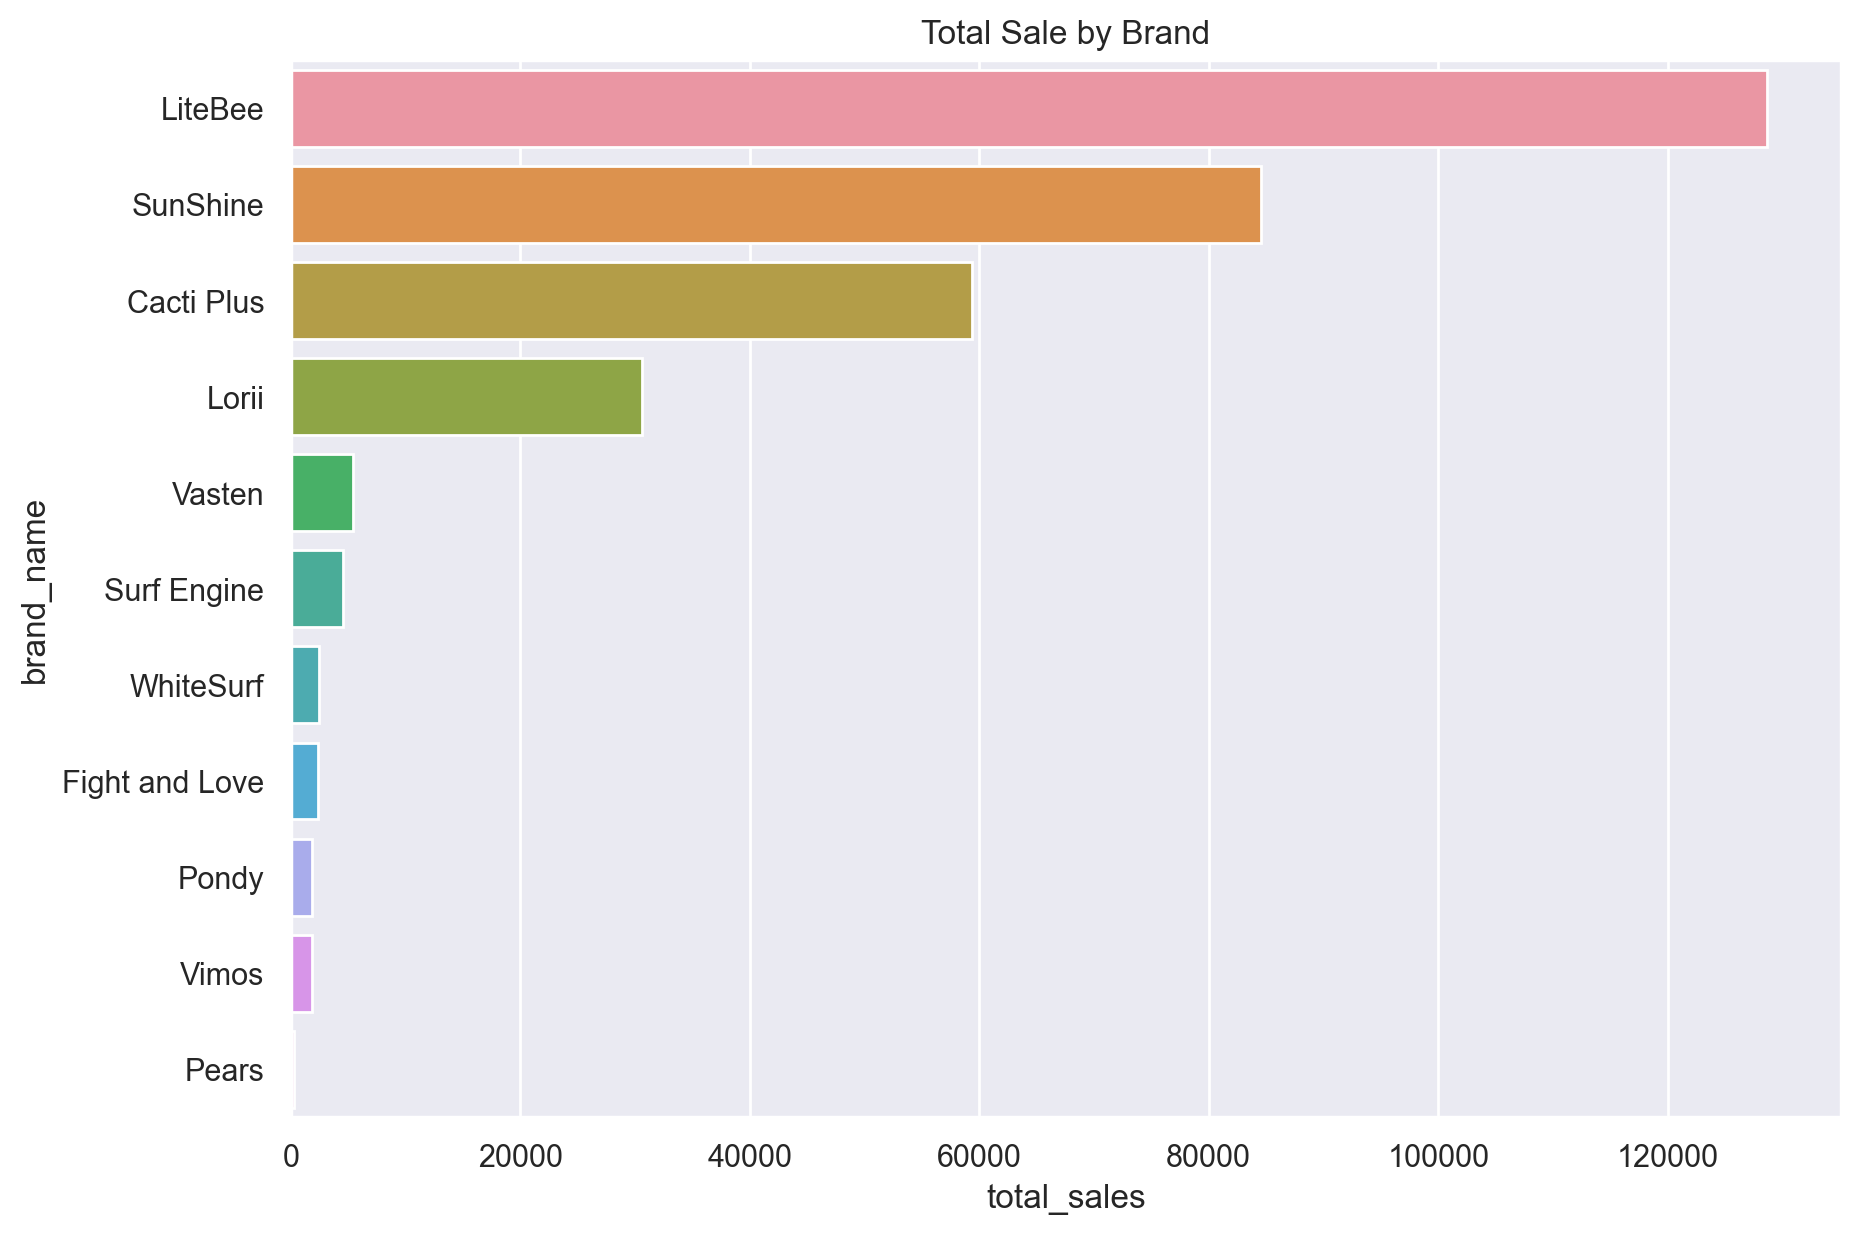 Total Sale by Brand
LiteBee
SunShine
Cacti Plus
Lorii
Vasten
Surf Engine
WhiteSurf
Fight and Love
Pondy
Vimos
Pears
brand_name
0 20000 40000 60000 80000 100000 120000
total_sales